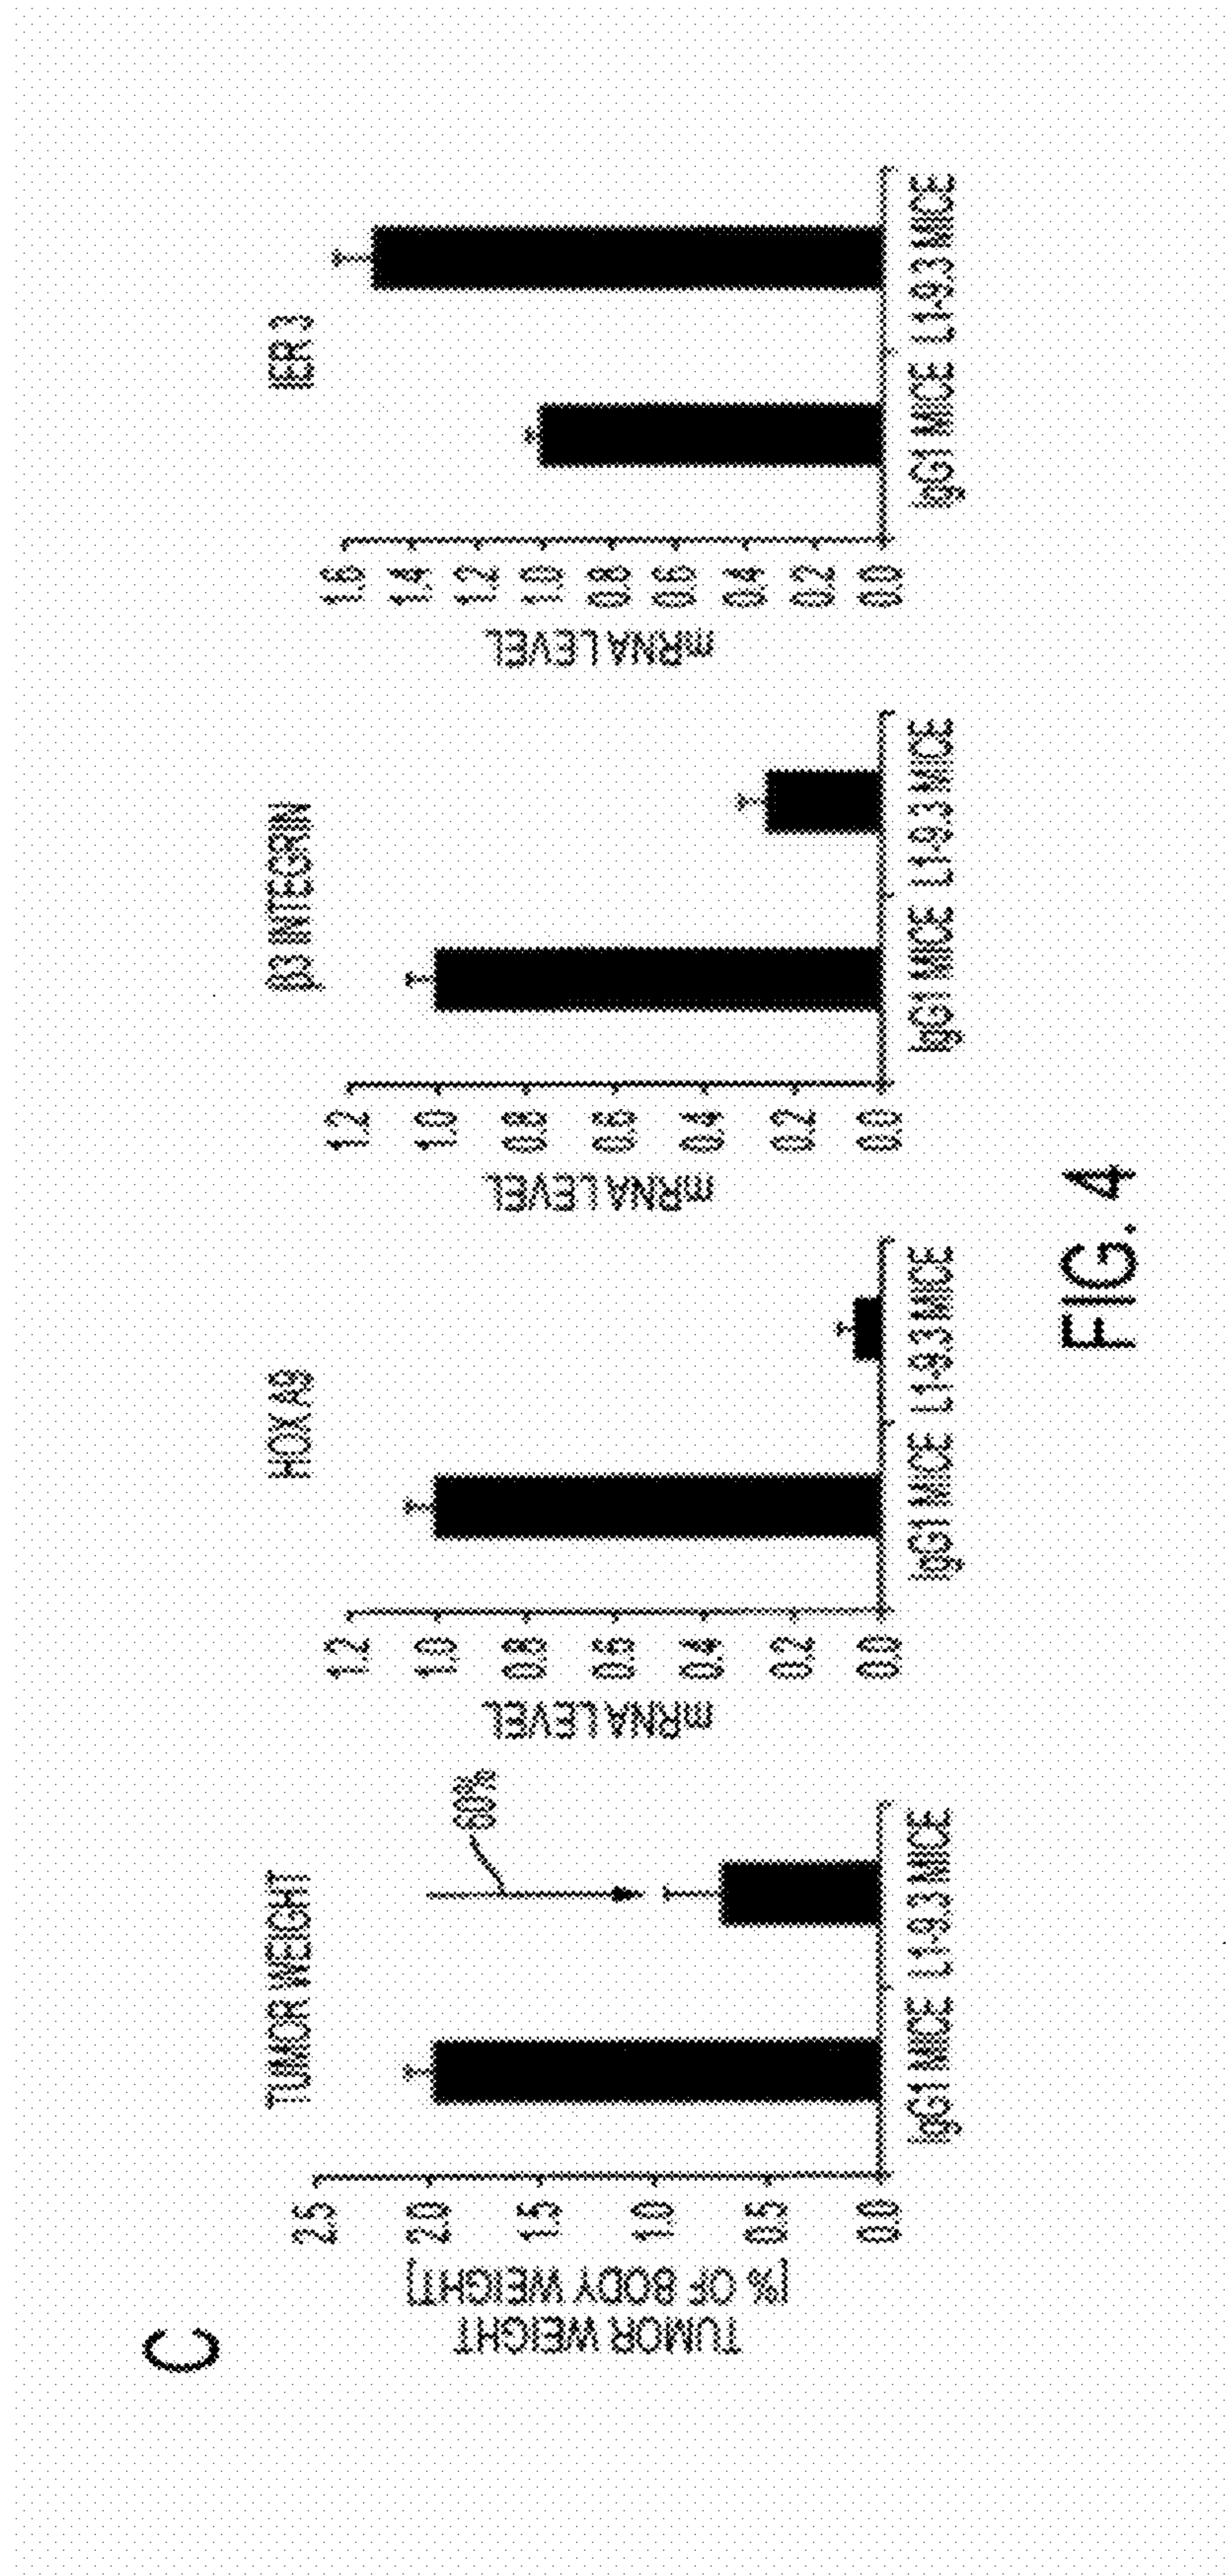 C
TUMOR WEIGHT
TUMOR WEIGHT
[% OF BODY WEIGHT]
2.5
2.0
1.5
1.0
0.5
0.0
60%
IgG1 MICE L1-9.3 MICE
HOX A9
mRNA LEVEL
1.2
1.0
0.8
0.6
0.4
0.2
0.0
IgG1 MICE L1-9.3 MICE
β3 INTEGRIN
mRNA LEVEL
1.2
1.0
0.8
0.6
0.4
0.2
0.0
IgG1 MICE L1-9.3 MICE
IER 3
mRNA LEVEL
1.6
1.4
1.2
1.0
0.8
0.6
0.4
0.2
0.0
IgG1 MICE L1-9.3 MICE
FIG. 4